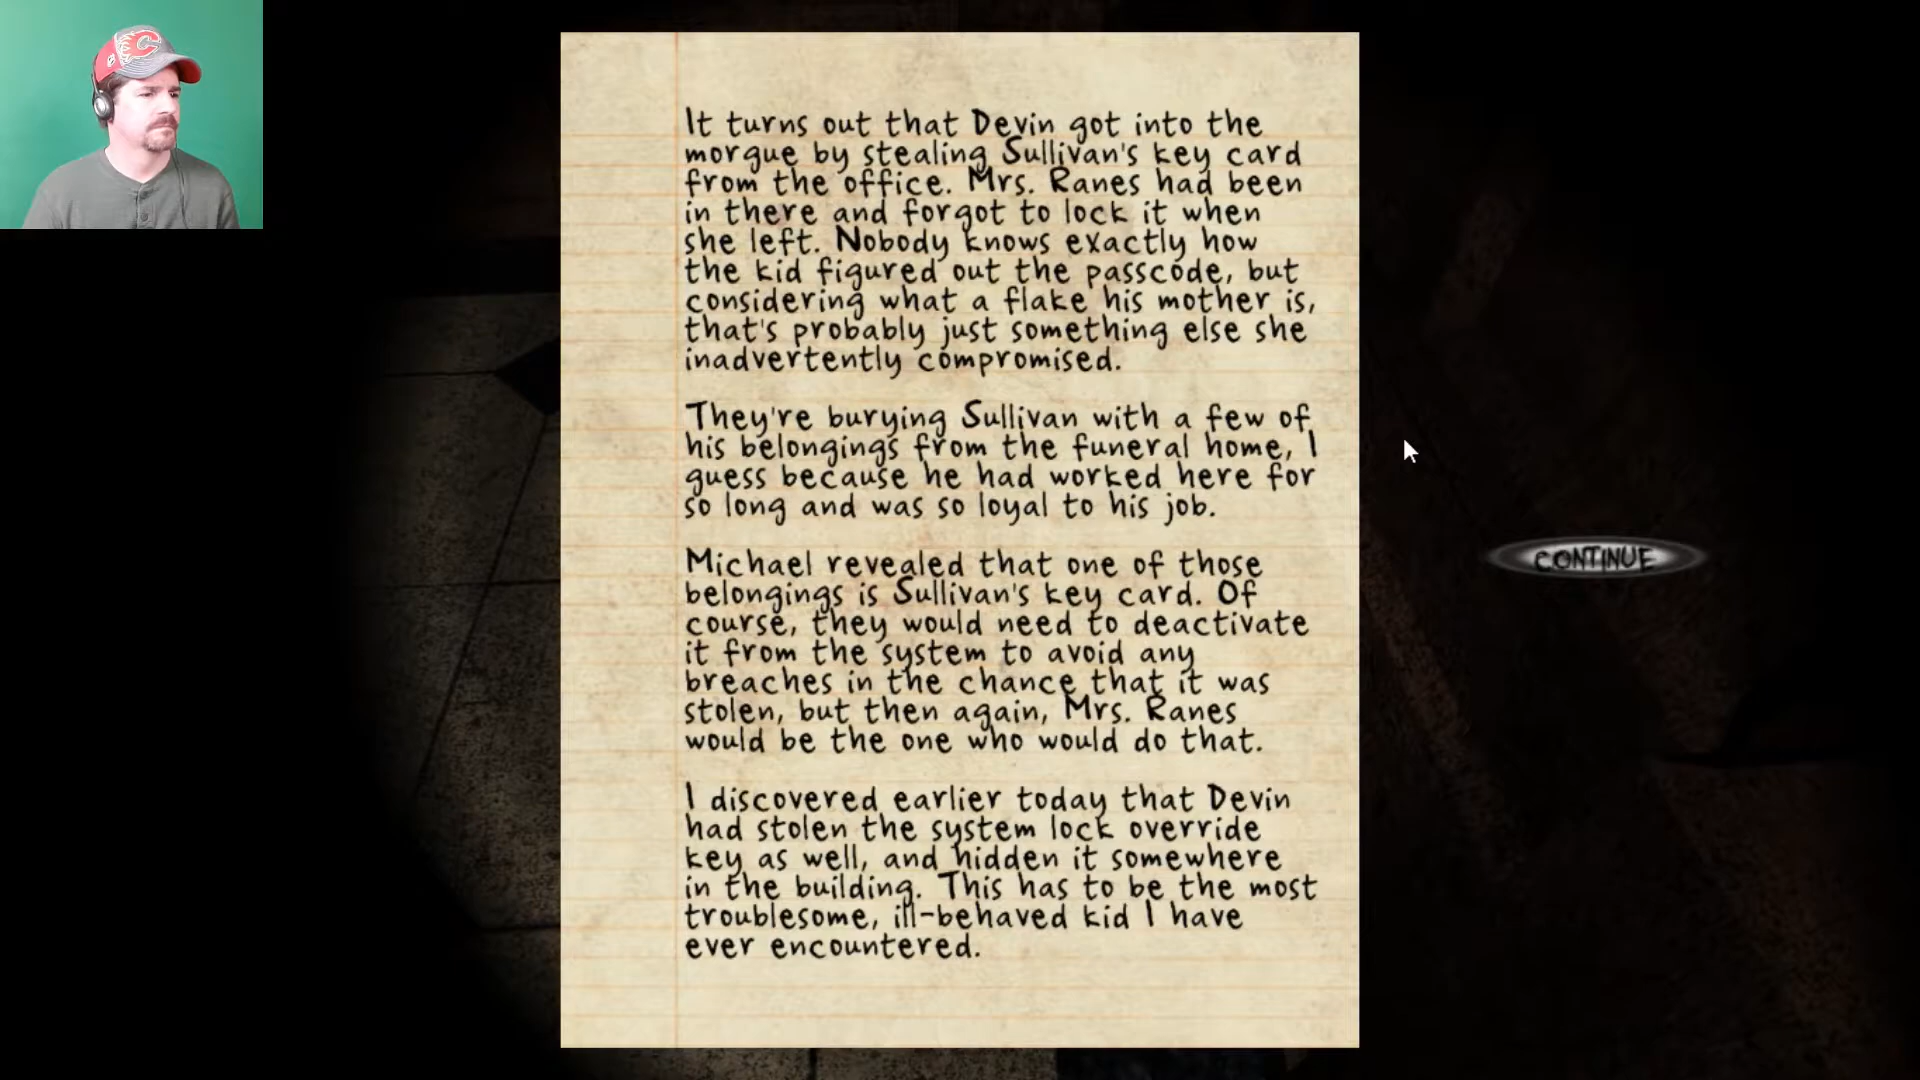 It turns out that Devin got into the
morgue by stealing Sullivan's key card
from the office. Mrs. Ranes had been
in there and forgot to lock it when
she left. Nobody knows exactly how
the kid figured out the passcode, but
considering what a flake his mother is,
that's probably just something else she
inadvertently compromised.
They're burying Sullivan with a few of
his belongings from the funeral home, I
guess because he had worked here for
so long and was so loyal to his job.
Michael revealed that one of those
belongings is Sullivan's key card. Of
course, they would need to deactivate
it from the system to avoid any
breaches in the chance that it was
stolen, but then again, Mrs. Ranes
would be the one who would do that.
I discovered earlier today that Devin
had stolen the system lock override
key as well, and hidden it somewhere
in the building. This has to be the most
troublesome, ill-behaved kid I have
ever encountered.
CONTINUE
C